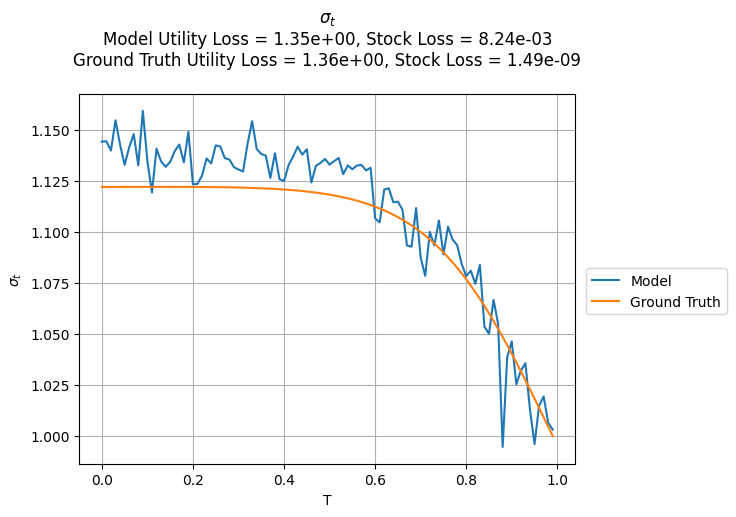 σₜ
Model Utility Loss = 1.35e+00, Stock Loss = 8.24e-03
Ground Truth Utility Loss = 1.36e+00, Stock Loss = 1.49e-09
1.150
1.125
1.100
1.075
1.050
1.025
1.000
σₜ
0.0 0.2 0.4 0.6 0.8 1.0
T
Model
Ground Truth